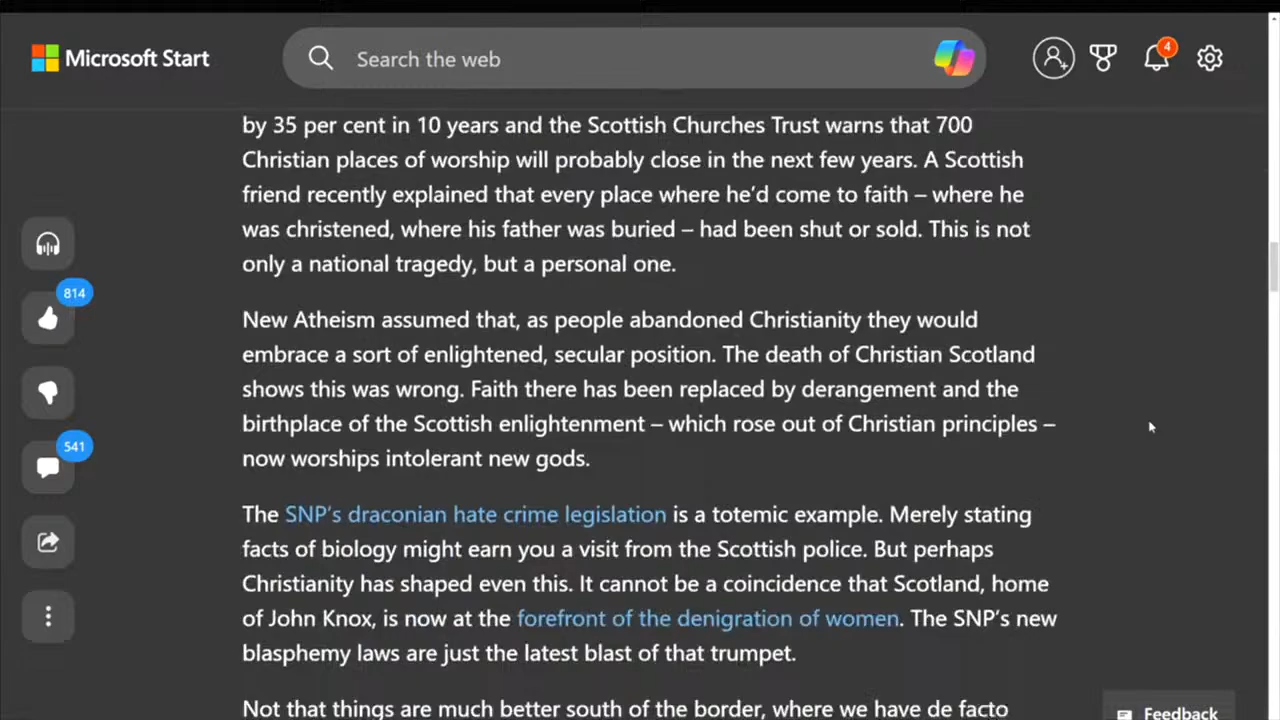 Microsoft Start
Search the web
4
by 35 per cent in 10 years and the Scottish Churches Trust warns that 700
Christian places of worship will probably close in the next few years. A Scottish
friend recently explained that every place where he’d come to faith – where he
was christened, where his father was buried – had been shut or sold. This is not
only a national tragedy, but a personal one.
814
New Atheism assumed that, as people abandoned Christianity they would
embrace a sort of enlightened, secular position. The death of Christian Scotland
shows this was wrong. Faith there has been replaced by derangement and the
birthplace of the Scottish enlightenment – which rose out of Christian principles –
now worships intolerant new gods.
541
The SNP’s draconian hate crime legislation is a totemic example. Merely stating
facts of biology might earn you a visit from the Scottish police. But perhaps
Christianity has shaped even this. It cannot be a coincidence that Scotland, home
of John Knox, is now at the forefront of the denigration of women. The SNP’s new
blasphemy laws are just the latest blast of that trumpet.
Not that things are much better south of the border, where we have de facto
Feedback